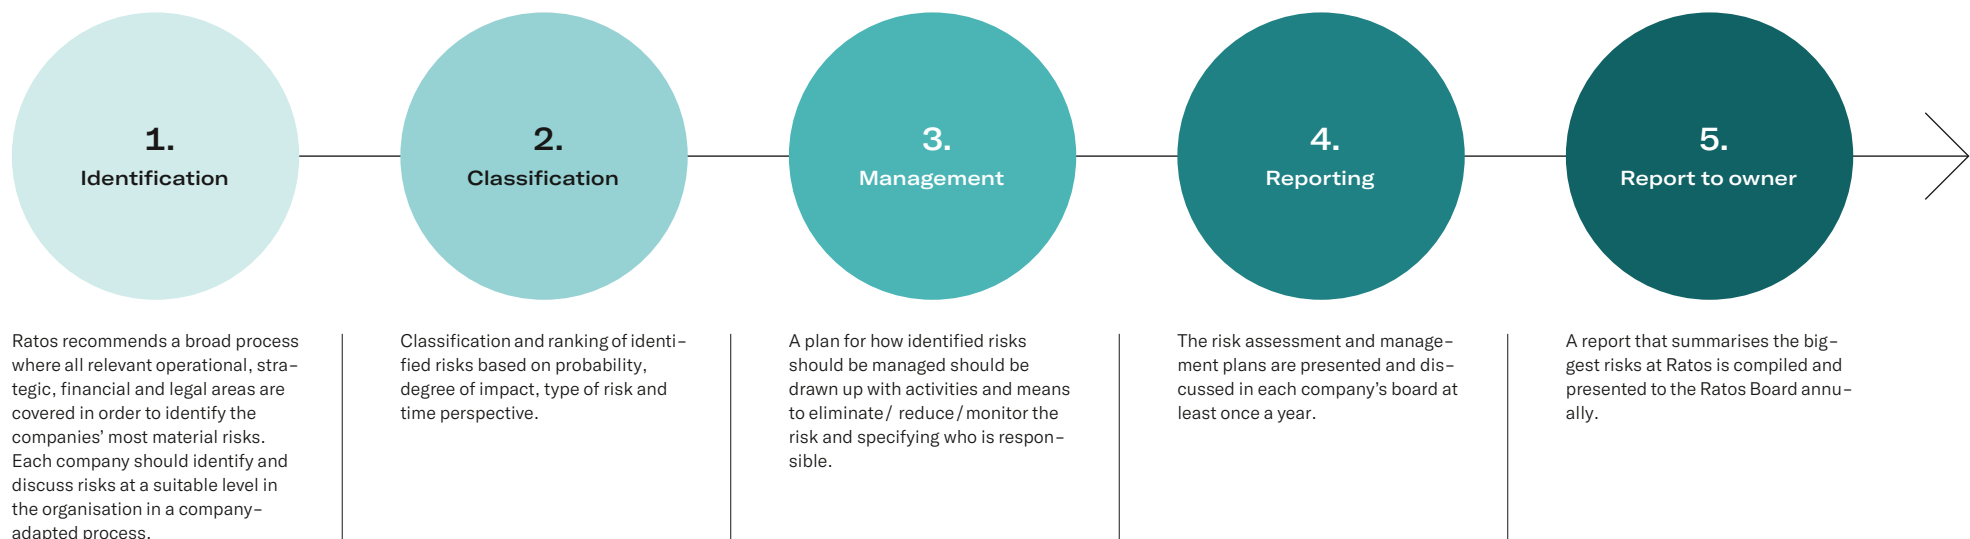 1.
Identification
2.
Classification
3.
Management
4.
Reporting
5.
Report to owner
Ratos recommends a broad process
where all relevant operational, stra–
tegic, financial and legal areas are
covered in order to identify the
companies’ most material risks.
Each company should identify and
discuss risks at a suitable level in
the organisation in a company–
adapted process.
Classification and ranking of identi–
fied risks based on probability,
degree of impact, type of risk and
time perspective.
A plan for how identified risks
should be managed should be
drawn up with activities and means
to eliminate/ reduce/monitor the
risk and specifying who is respon–
sible.
The risk assessment and manage–
ment plans are presented and dis–
cussed in each company’s board at
least once a year.
A report that summarises the big–
gest risks at Ratos is compiled and
presented to the Ratos Board annu–
ally.